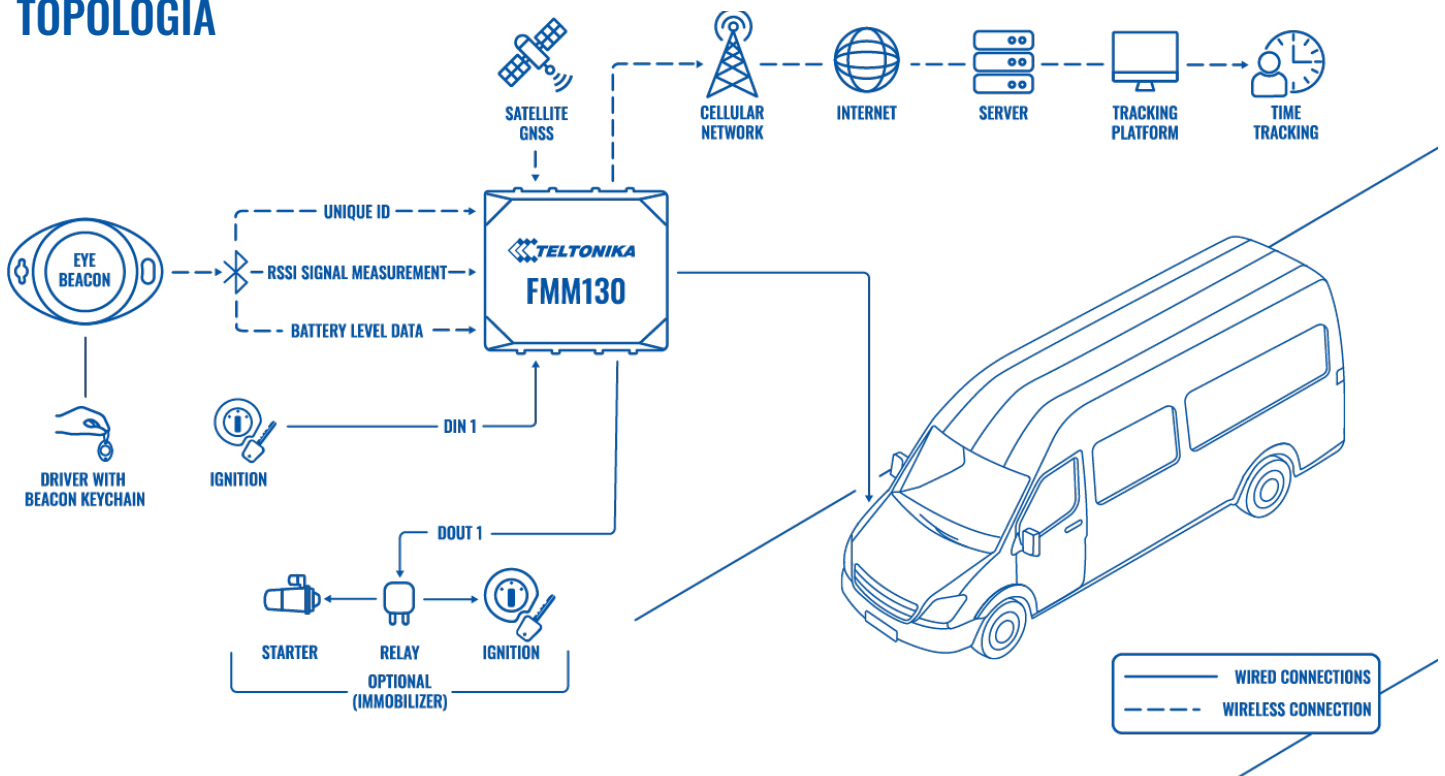 TOPOLOGIA
SATELLITE
GNSS
CELLULAR
NETWORK
INTERNET
SERVER
TRACKING
PLATFORM
TIME
TRACKING
EYE
BEACON
UNIQUE ID
RSSI SIGNAL MEASUREMENT
BATTERY LEVEL DATA
TELTONIKA
FMM130
DRIVER WITH
BEACON KEYCHAIN
IGNITION
DIN 1
DOUT 1
STARTER
RELAY
IGNITION
OPTIONAL
(IMMOBILIZER)
WIRED CONNECTIONS
WIRELESS CONNECTION